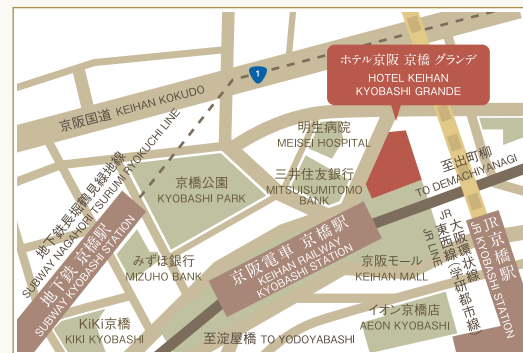 1
ホテル京阪 京橋 グランデ
HOTEL KEIHAN
KYOBASHI GRANDE
京阪国道 KEIHAN KOKUDO
明生病院
MEISEI HOSPITAL
地下鉄長堀鶴見緑地線
SUBWAY NAGAHORI TSURUMI RYOKUCHI LINE
京橋公園
KYOBASHI PARK
三井住友銀行
MITSUISUMITOMO
BANK
至出町柳
TO DEMACHIYANAGI
地下鉄 京橋駅
SUBWAY KYOBASHI STATION
みずほ銀行
MIZUHO BANK
京阪電車 京橋駅
KEIHAN RAILWAY
KYOBASHI STATION
京阪モール
KEIHAN MALL
JR 大阪環状線
東西線(学研都市線)
JR LINE
JR京橋駅
JR KYOBASHI STATION
KiKi京橋
KIKI KYOBASHI
至淀屋橋 TO YODOYABASHI
イオン京橋店
AEON KYOBASHI